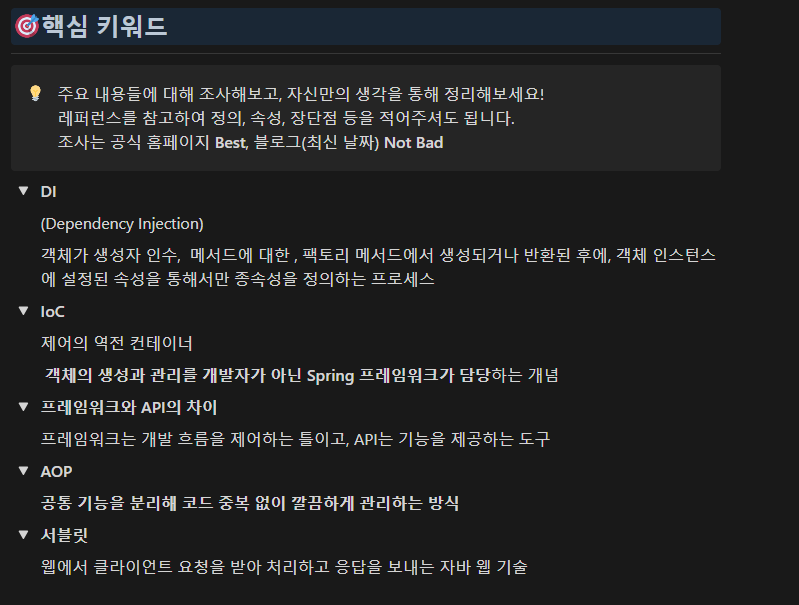 🎯핵심 키워드
💡 주요 내용들에 대해 조사해보고, 자신만의 생각을 통해 정리해보세요!
레퍼런스를 참고하여 정의, 속성, 장단점 등을 적어주셔도 됩니다.
조사는 공식 홈페이지 Best, 블로그(최신 날짜) Not Bad
▼ DI
(Dependency Injection)
객체가 생성자 인수, 메서드에 대한 , 팩토리 메서드에서 생성되거나 반환된 후에, 객체 인스턴스
에 설정된 속성을 통해서만 종속성을 정의하는 프로세스
▼ IoC
제어의 역전 컨테이너
객체의 생성과 관리를 개발자가 아닌 Spring 프레임워크가 담당하는 개념
▼ 프레임워크와 API의 차이
프레임워크는 개발 흐름을 제어하는 틀이고, API는 기능을 제공하는 도구
▼ AOP
공통 기능을 분리해 코드 중복 없이 깔끔하게 관리하는 방식
▼ 서블릿
웹에서 클라이언트 요청을 받아 처리하고 응답을 보내는 자바 웹 기술